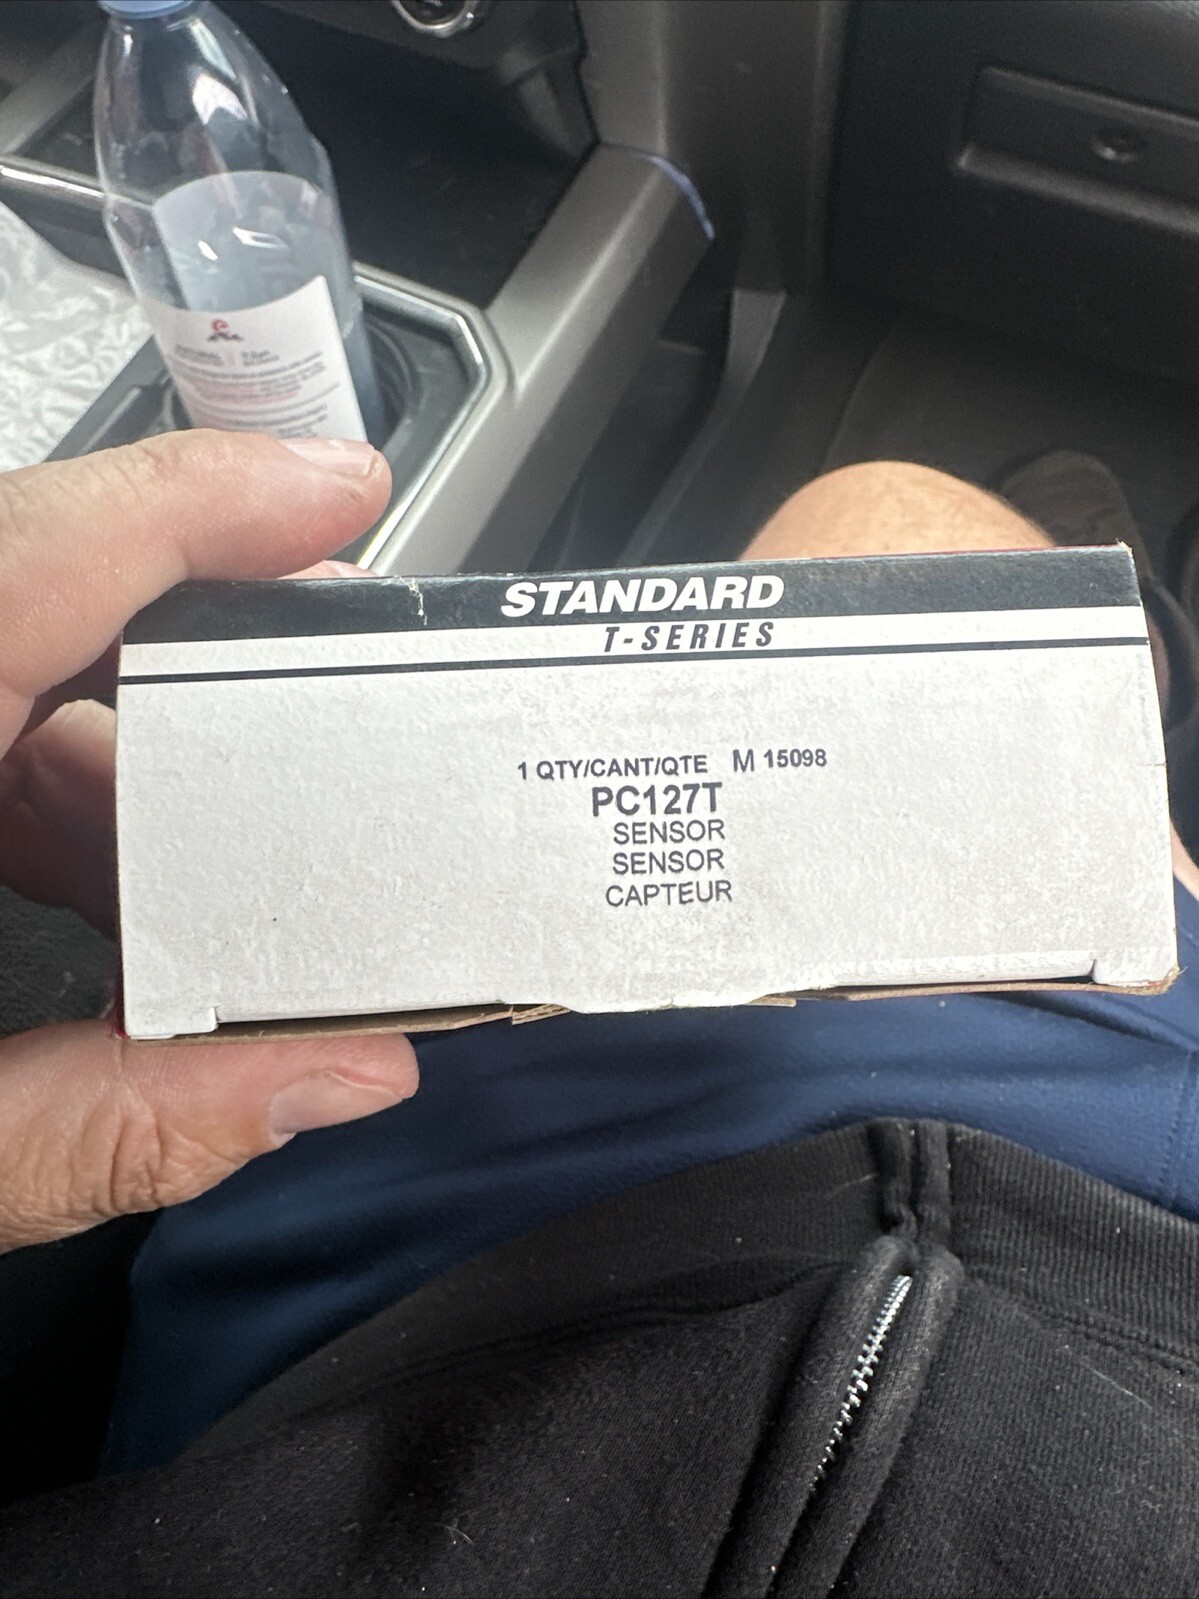 STANDARD
T-SERIES
1 QTY/CANT/QTE M 15098
PC127T
SENSOR
SENSOR
CAPTEUR